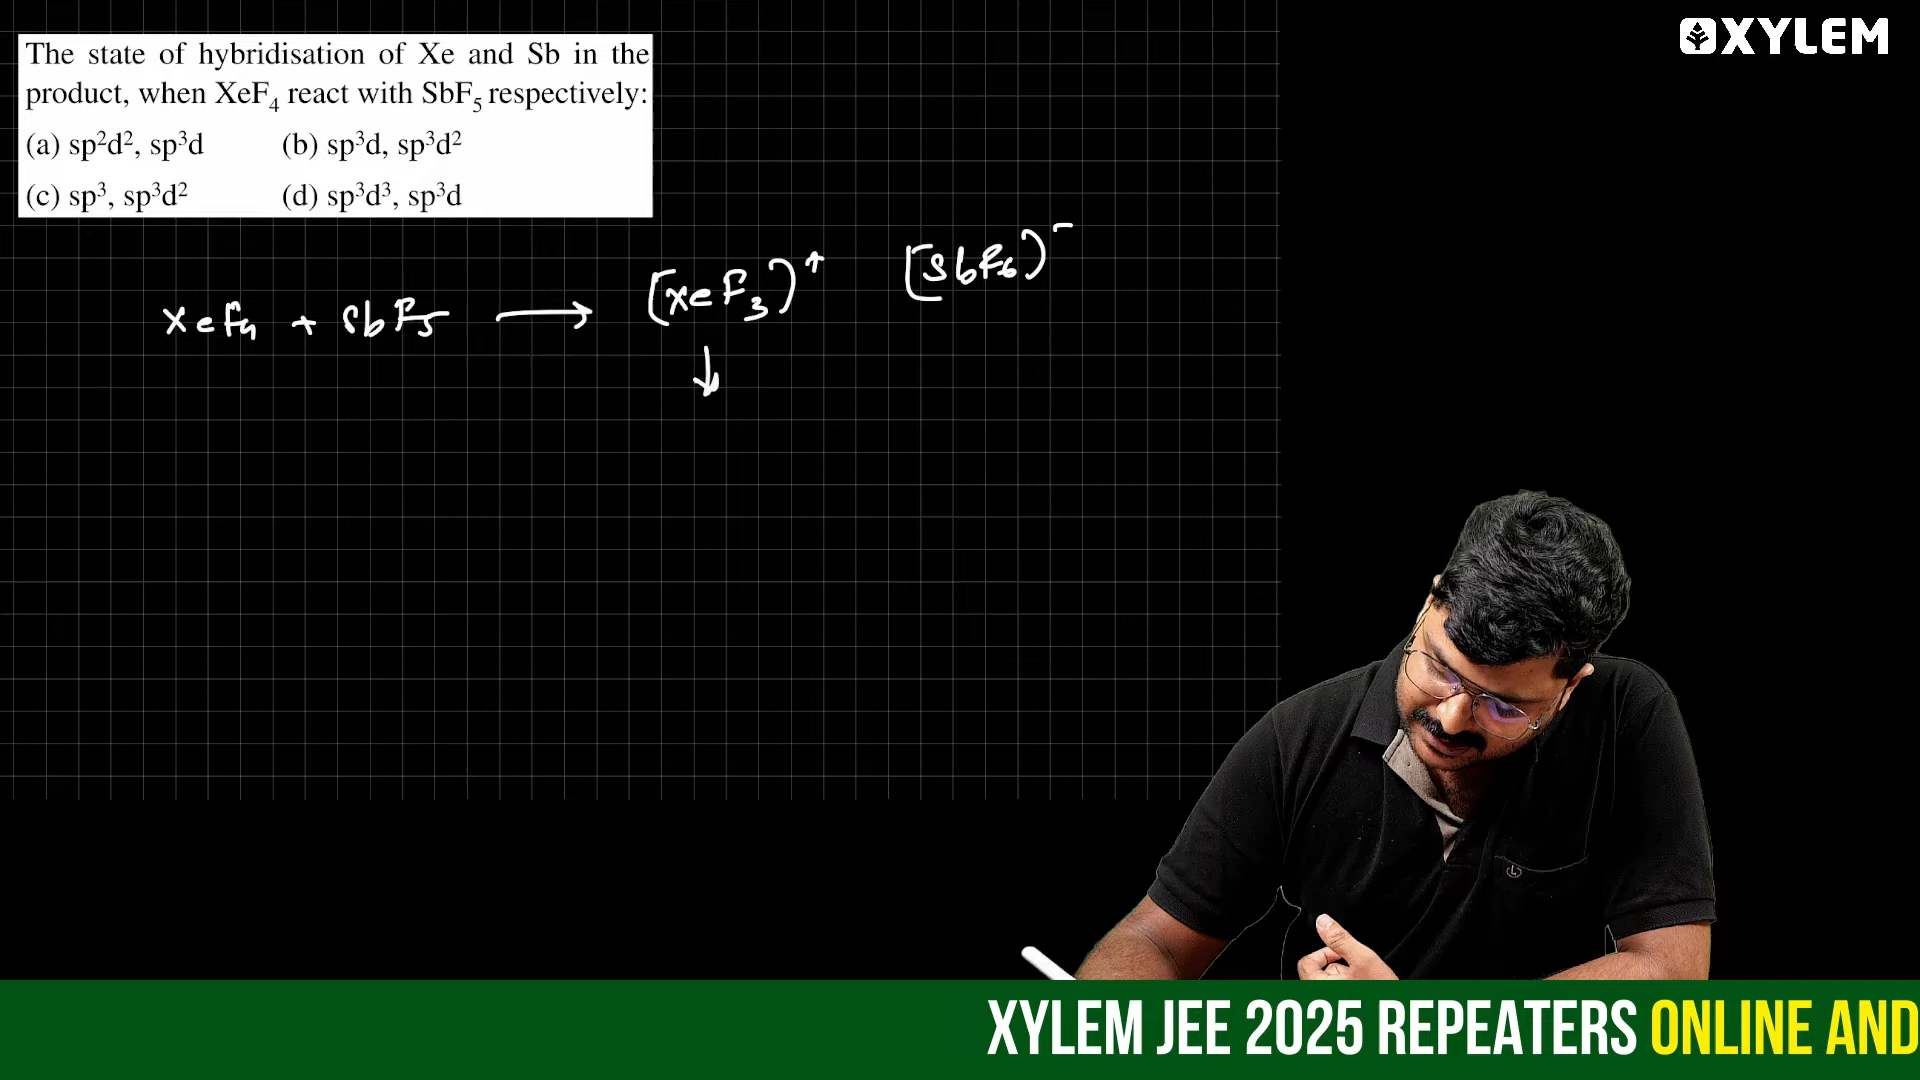 XYLEM
The state of hybridisation of Xe and Sb in the
product, when XeF₄ react with SbF₅ respectively:
(a) sp²d², sp³d (b) sp³d, sp³d²
(c) sp³, sp³d² (d) sp³d³, sp³d
XeF₄ + SbF₅ ⟶ [XeF₃]⁺ [SbF₆]⁻
↓
XYLEM JEE 2025 REPEATERS ONLINE AND